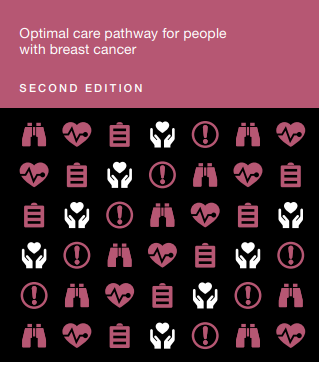 Optimal care pathway for people
with breast cancer
SECOND EDITION